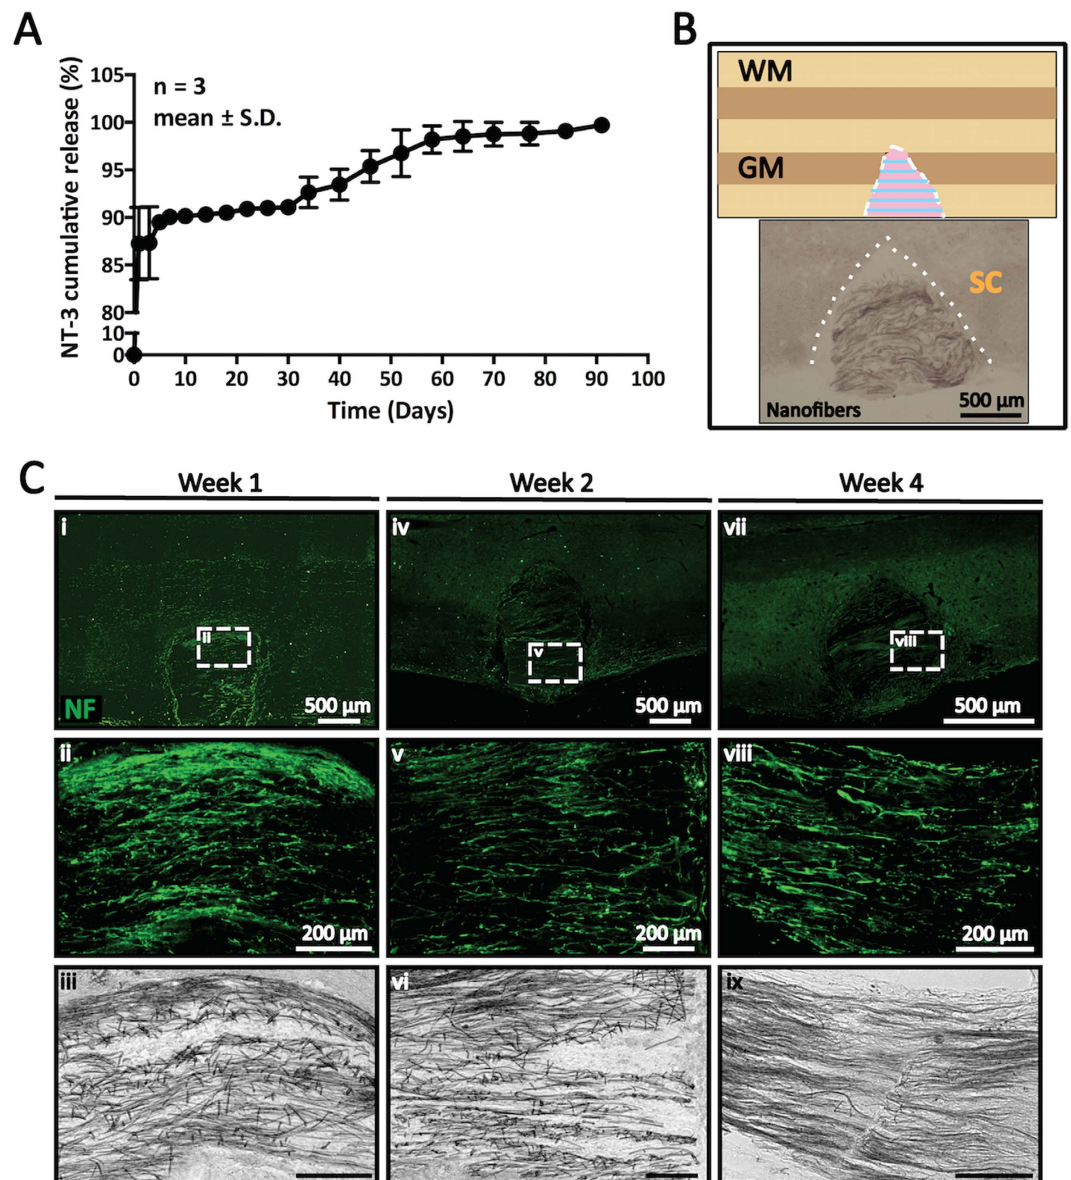 A
NT-3 cumulative release (%)
105
100
95
90
85
80
10
0
n = 3
mean ± S.D.
0 10 20 30 40 50 60 70 80 90 100
Time (Days)
B
WM
GM
SC
Nanofibers
500 µm
C
Week 1 Week 2 Week 4
i
ii
NF
500 µm
iv
v
500 µm
vii
viii
500 µm
ii
200 µm
v
200 µm
viii
200 µm
iii
vi
ix